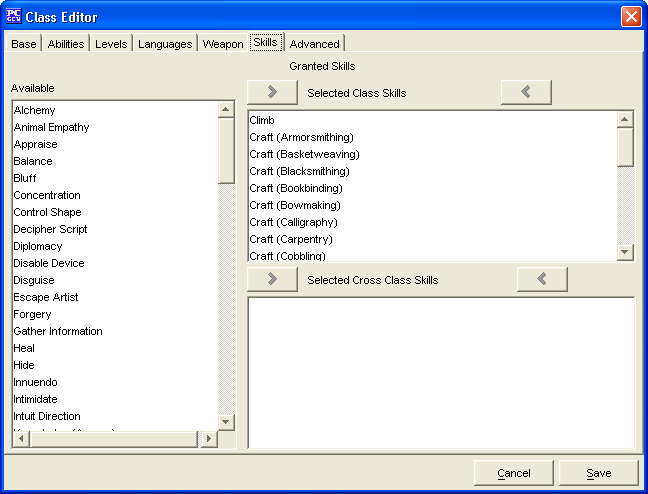 PC
GEN
Class Editor
Base
Abilities
Levels
Languages
Weapon
Skills
Advanced
Granted Skills
Available
Alchemy
Animal Empathy
Appraise
Balance
Bluff
Concentration
Control Shape
Decipher Script
Diplomacy
Disable Device
Disguise
Escape Artist
Forgery
Gather Information
Heal
Hide
Innuendo
Intimidate
Intuit Direction
Selected Class Skills
Climb
Craft (Armorsmithing)
Craft (Basketweaving)
Craft (Blacksmithing)
Craft (Bookbinding)
Craft (Bowmaking)
Craft (Calligraphy)
Craft (Carpentry)
Craft (Cobbling)
Selected Cross Class Skills
Cancel
Save